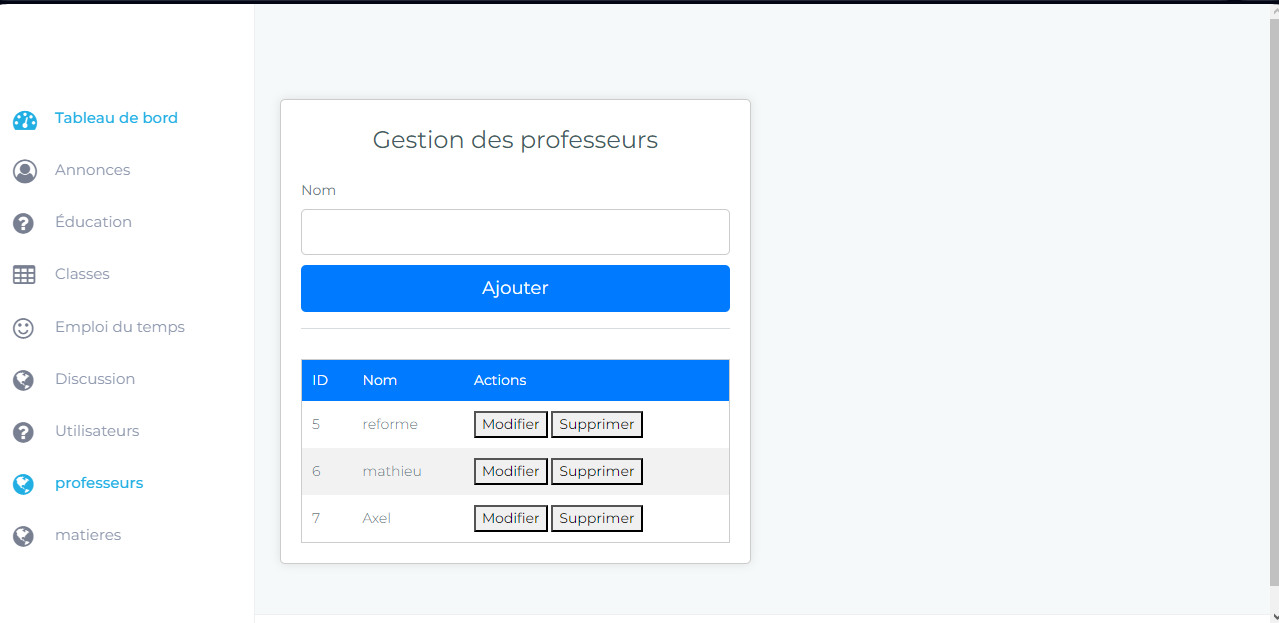 Tableau de bord
Annonces
Éducation
Classes
Emploi du temps
Discussion
Utilisateurs
professeurs
matieres
Gestion des professeurs
Nom
Ajouter
ID Nom Actions
5 reforme Modifier Supprimer
6 mathieu Modifier Supprimer
7 Axel Modifier Supprimer